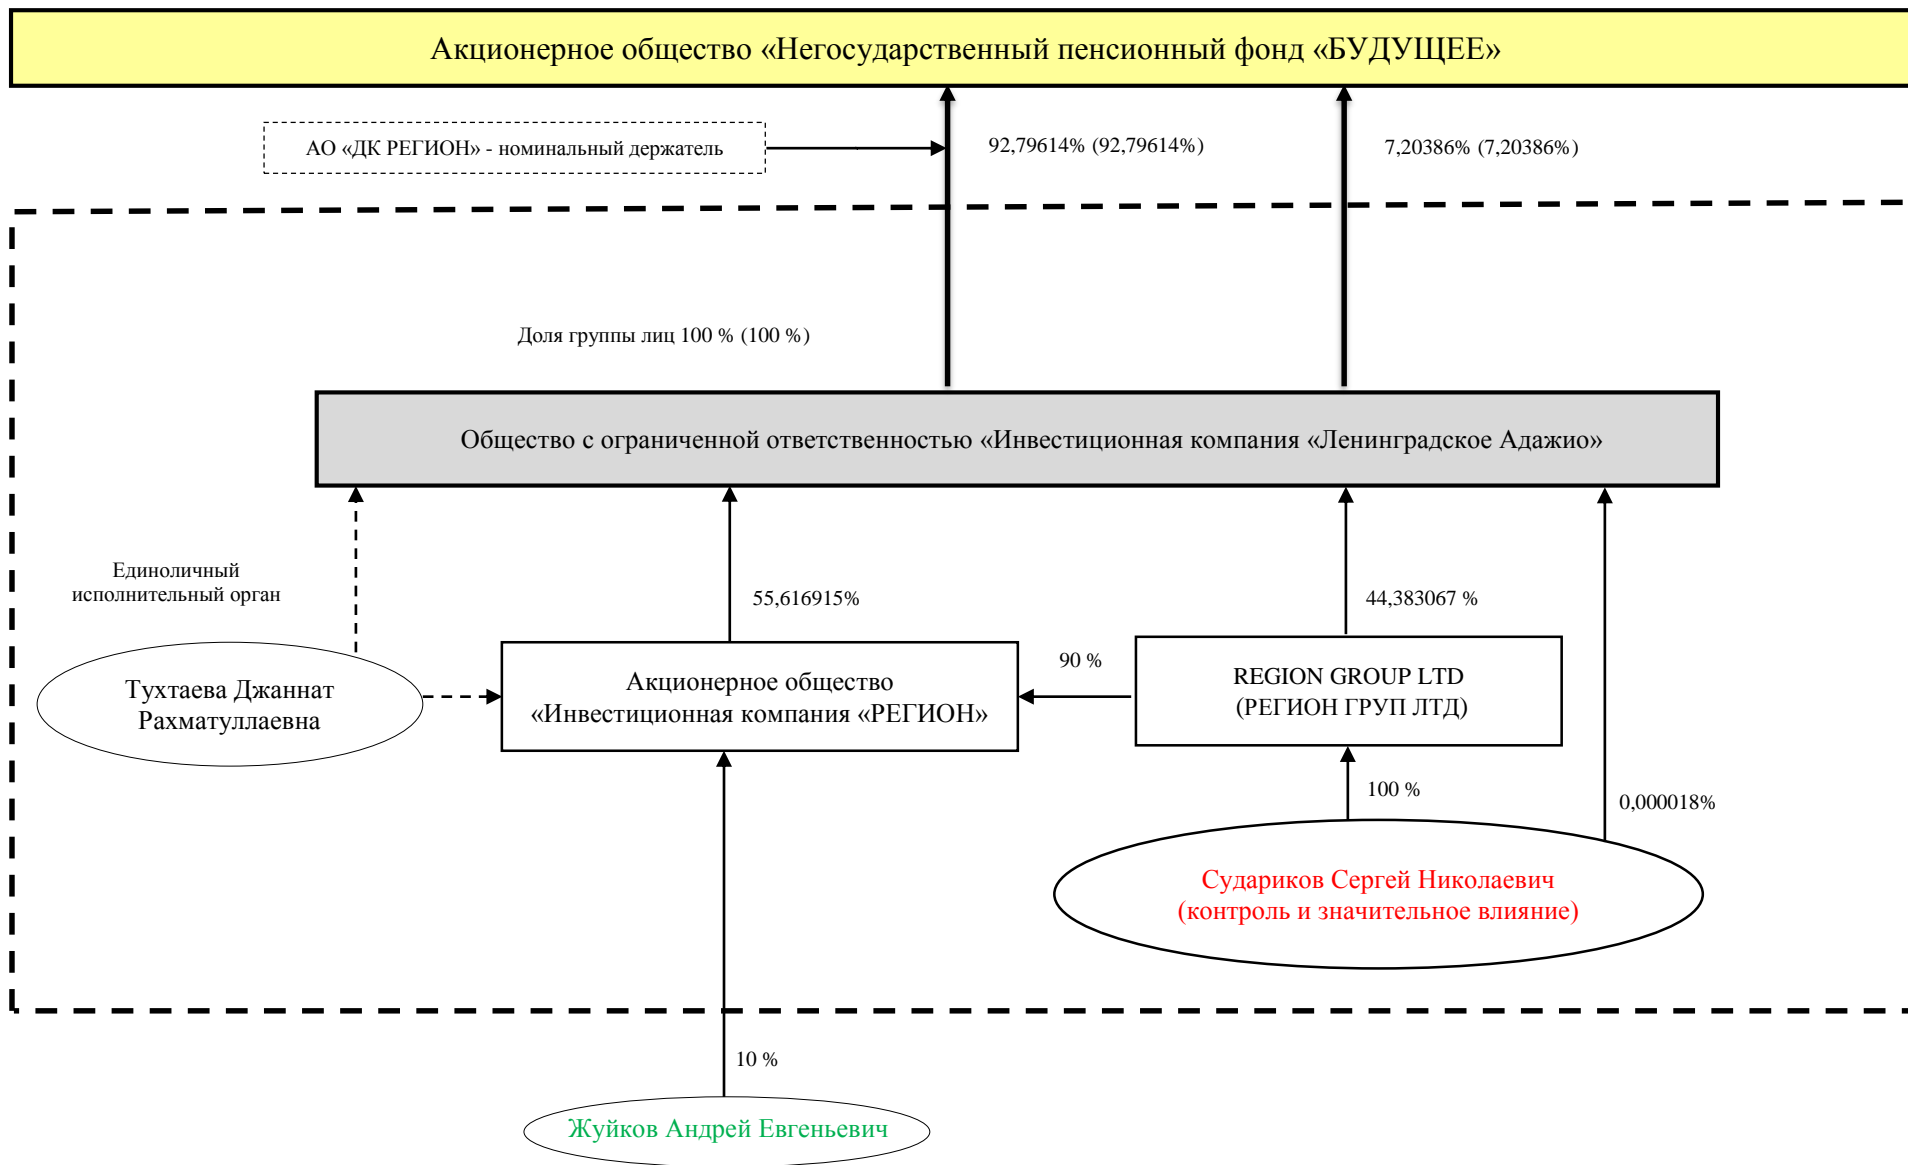 Акционерное общество «Негосударственный пенсионный фонд «БУДУЩЕЕ»
АО «ДК РЕГИОН» - номинальный держатель
92,79614% (92,79614%)
7,20386% (7,20386%)
Доля группы лиц 100 % (100 %)
Общество с ограниченной ответственностью «Инвестиционная компания «Ленинградское Адажио»
Единоличный
исполнительный орган
55,616915%
44,383067 %
Тухтаева Джаннат
Рахматуллаевна
Акционерное общество
«Инвестиционная компания «РЕГИОН»
90 %
REGION GROUP LTD
(РЕГИОН ГРУП ЛТД)
100 %
0,000018%
Судариков Сергей Николаевич
(контроль и значительное влияние)
10 %
Жуйков Андрей Евгеньевич